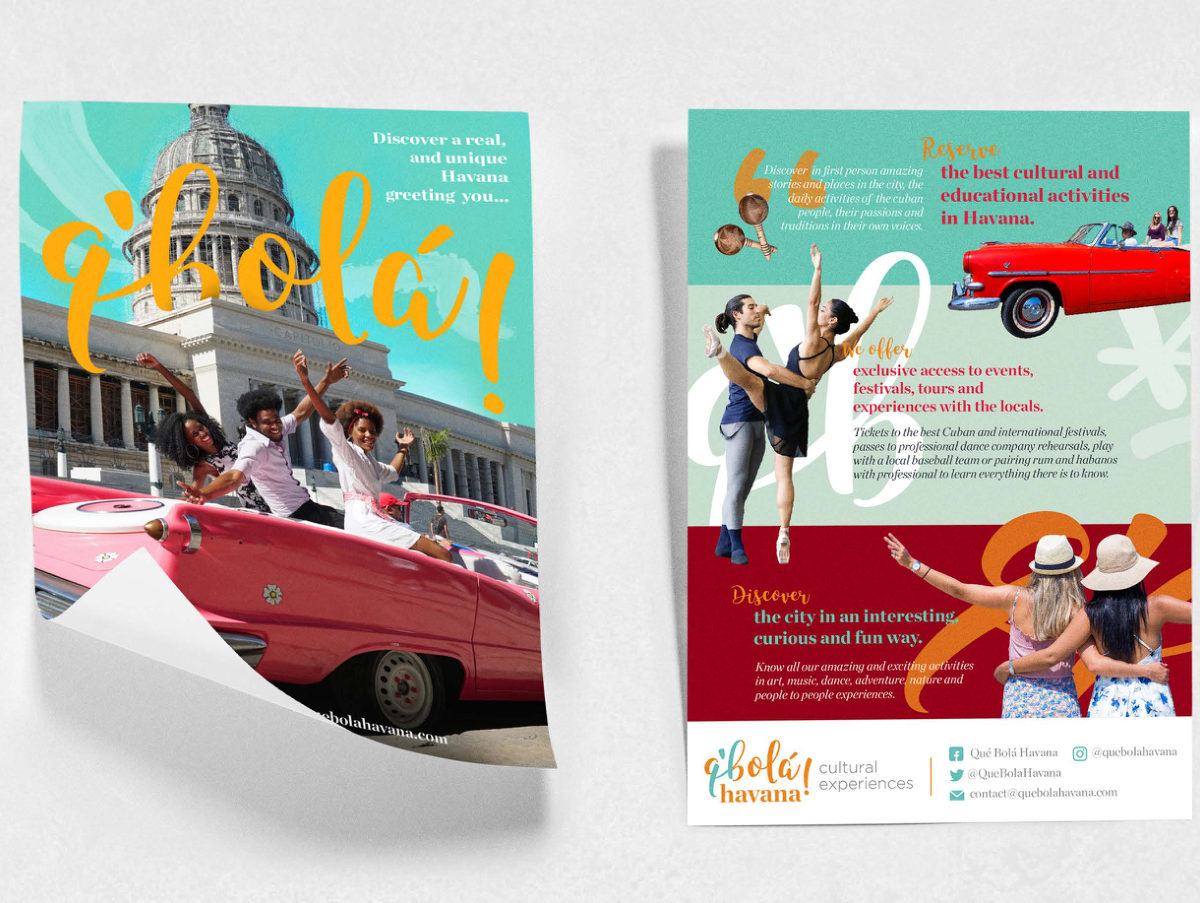 Discover a real,
and unique
Havana
greeting you...
q'bolá!
CAPITOLIO
ebolahavana.com
Discover in first person amazing
stories and places in the city, the
daily activities of the cuban
people, their passions and
traditions in their own voices.
Reserve
the best cultural and
educational activities
in Havana.
qb
We offer
exclusive access to events,
festivals, tours and
experiences with the locals.
Tickets to the best Cuban and international festivals,
passes to professional dance company rehearsals, play
with a local baseball team or pairing rum and habanos
with professional to learn everything there is to know.
Discover
the city in an interesting,
curious and fun way.
Know all our amazing and exciting activities
in art, music, dance, adventure, nature and
people to people experiences.
q'bolá!
havana!
cultural
experiences
Qué Bolá Havana @quebolahavana
@QueBolaHavana
contact@quebolahavana.com